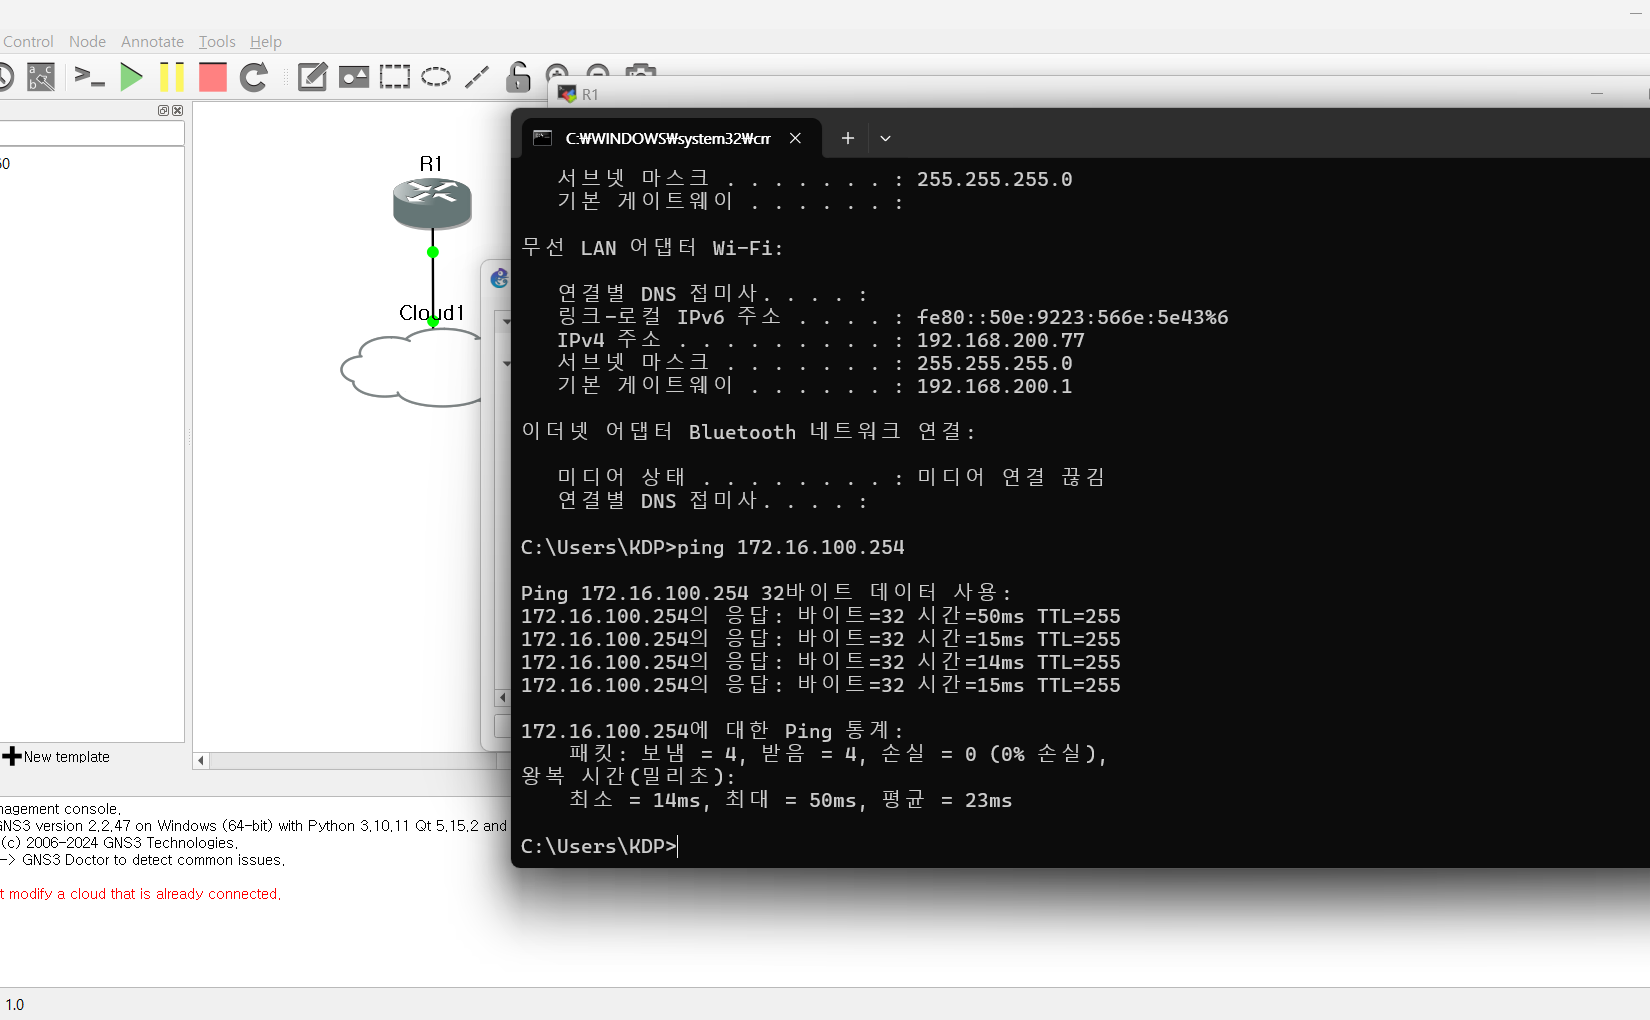 Control Node Annotate Tools Help
R1
C:₩WINDOWS₩system32₩cm
60
R1
Cloud1
서브넷 마스크 . . . . . . . : 255.255.255.0
기본 게이트웨이 . . . . . . :
무선 LAN 어댑터 Wi-Fi:
연결별 DNS 접미사. . . . :
링크-로컬 IPv6 주소 . . . . : fe80::50e:9223:566e:5e43%6
IPv4 주소 . . . . . . . . . : 192.168.200.77
서브넷 마스크 . . . . . . . : 255.255.255.0
기본 게이트웨이 . . . . . . : 192.168.200.1
이더넷 어댑터 Bluetooth 네트워크 연결:
미디어 상태 . . . . . . . . : 미디어 연결 끊김
연결별 DNS 접미사. . . . :
C:\Users\KDP>ping 172.16.100.254
Ping 172.16.100.254 32바이트 데이터 사용:
172.16.100.254의 응답: 바이트=32 시간=50ms TTL=255
172.16.100.254의 응답: 바이트=32 시간=15ms TTL=255
172.16.100.254의 응답: 바이트=32 시간=14ms TTL=255
172.16.100.254의 응답: 바이트=32 시간=15ms TTL=255
172.16.100.254에 대한 Ping 통계:
패킷: 보냄 = 4, 받음 = 4, 손실 = 0 (0% 손실),
왕복 시간(밀리초):
최소 = 14ms, 최대 = 50ms, 평균 = 23ms
C:\Users\KDP>
New template
nagement console.
GNS3 version 2.2.47 on Windows (64-bit) with Python 3.10.11 Qt 5.15.2 and
(c) 2006-2024 GNS3 Technologies.
-> GNS3 Doctor to detect common issues.
t modify a cloud that is already connected.
1.0